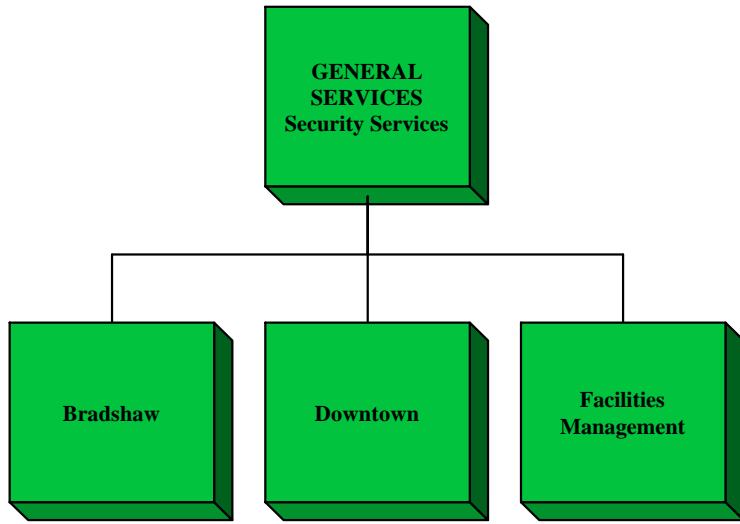 GENERAL
SERVICES
Security Services
Bradshaw
Downtown
Facilities
Management